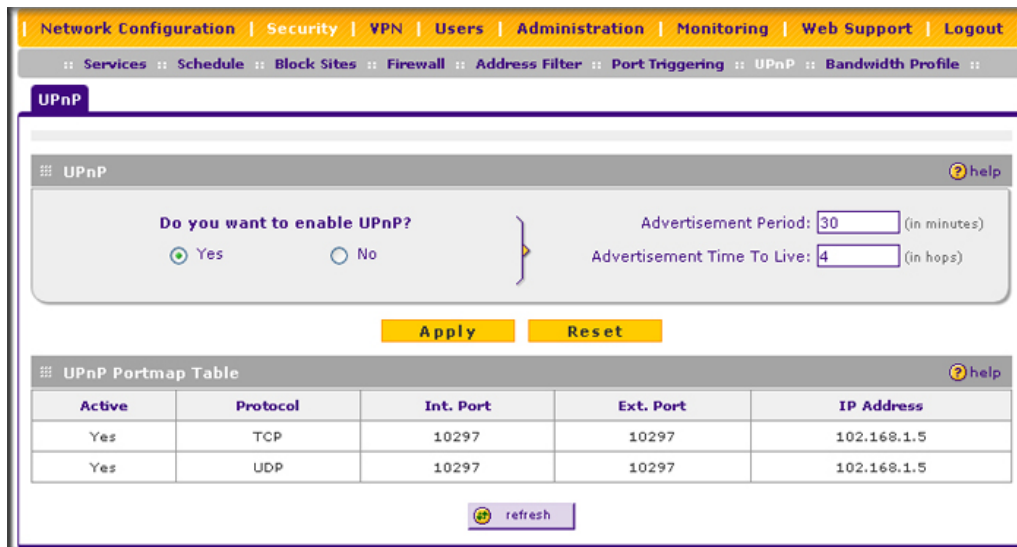 Network Configuration | Security | VPN | Users | Administration | Monitoring | Web Support | Logout
:: Services :: Schedule :: Block Sites :: Firewall :: Address Filter :: Port Triggering :: UPnP :: Bandwidth Profile ::
UPnP
UPnP help
Do you want to enable UPnP?
Yes No
Advertisement Period: 30 (in minutes)
Advertisement Time To Live: 4 (in hops)
Apply Reset
UPnP Portmap Table help
Active Protocol Int. Port Ext. Port IP Address
Yes TCP 10297 10297 102.168.1.5
Yes UDP 10297 10297 102.168.1.5
refresh